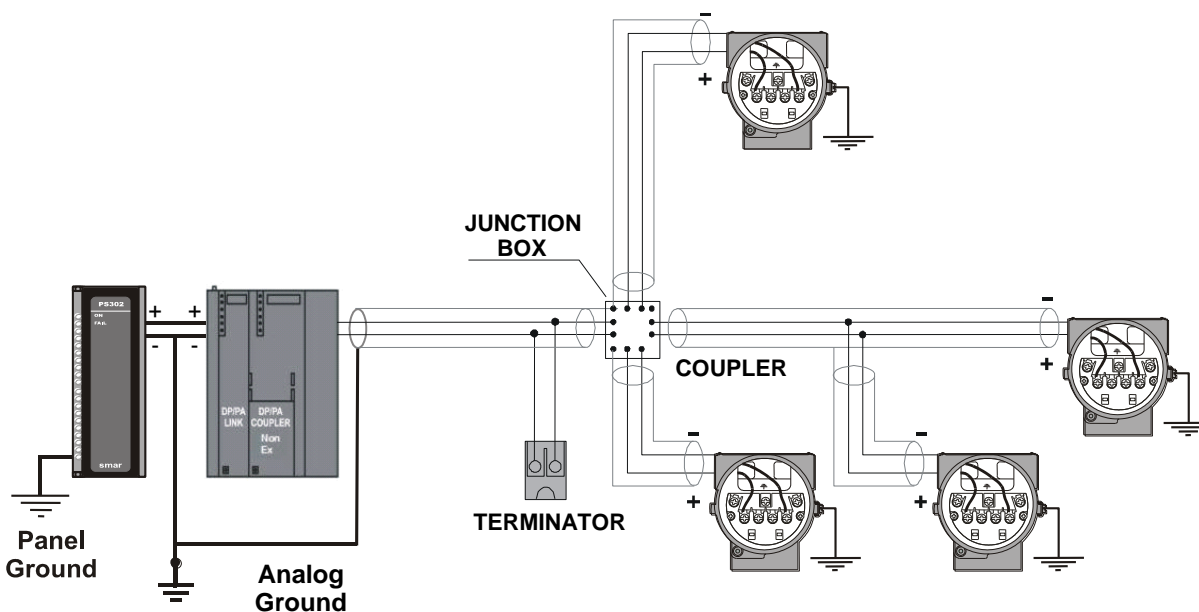 -
+
JUNCTION
BOX
PS302
ON
FAIL
+ +
- -
-
+
COUPLER
DP/PA DP/PA
LINK COUPLER
Non
Ex
smar
-
+
-
+
TERMINATOR
Panel
Ground
Analog
Ground